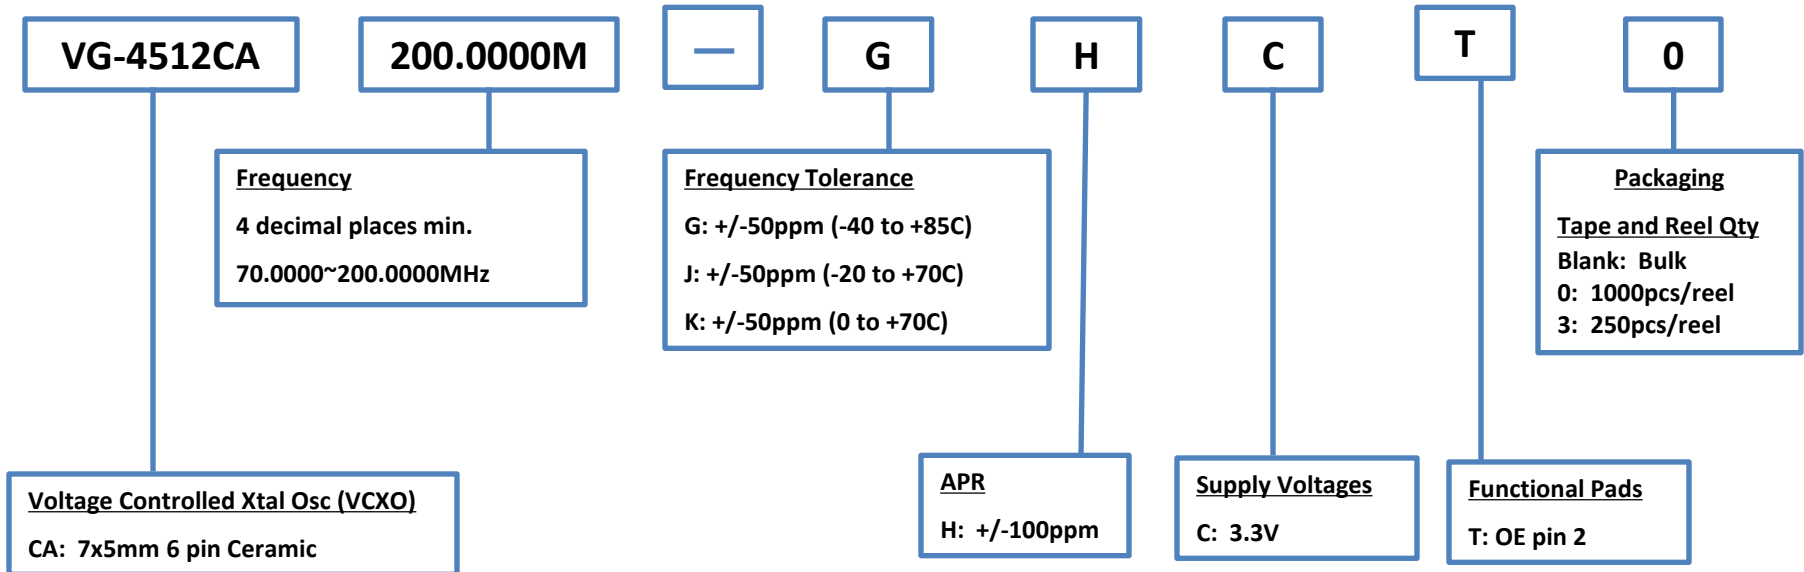 VG-4512CA 200.0000M — G H C T 0
Frequency
4 decimal places min.
70.0000~200.0000MHz
Frequency Tolerance
G: +/-50ppm (-40 to +85C)
J: +/-50ppm (-20 to +70C)
K: +/-50ppm (0 to +70C)
Packaging
Tape and Reel Qty
Blank: Bulk
0: 1000pcs/reel
3: 250pcs/reel
Voltage Controlled Xtal Osc (VCXO)
CA: 7x5mm 6 pin Ceramic
APR
H: +/-100ppm
Supply Voltages
C: 3.3V
Functional Pads
T: OE pin 2